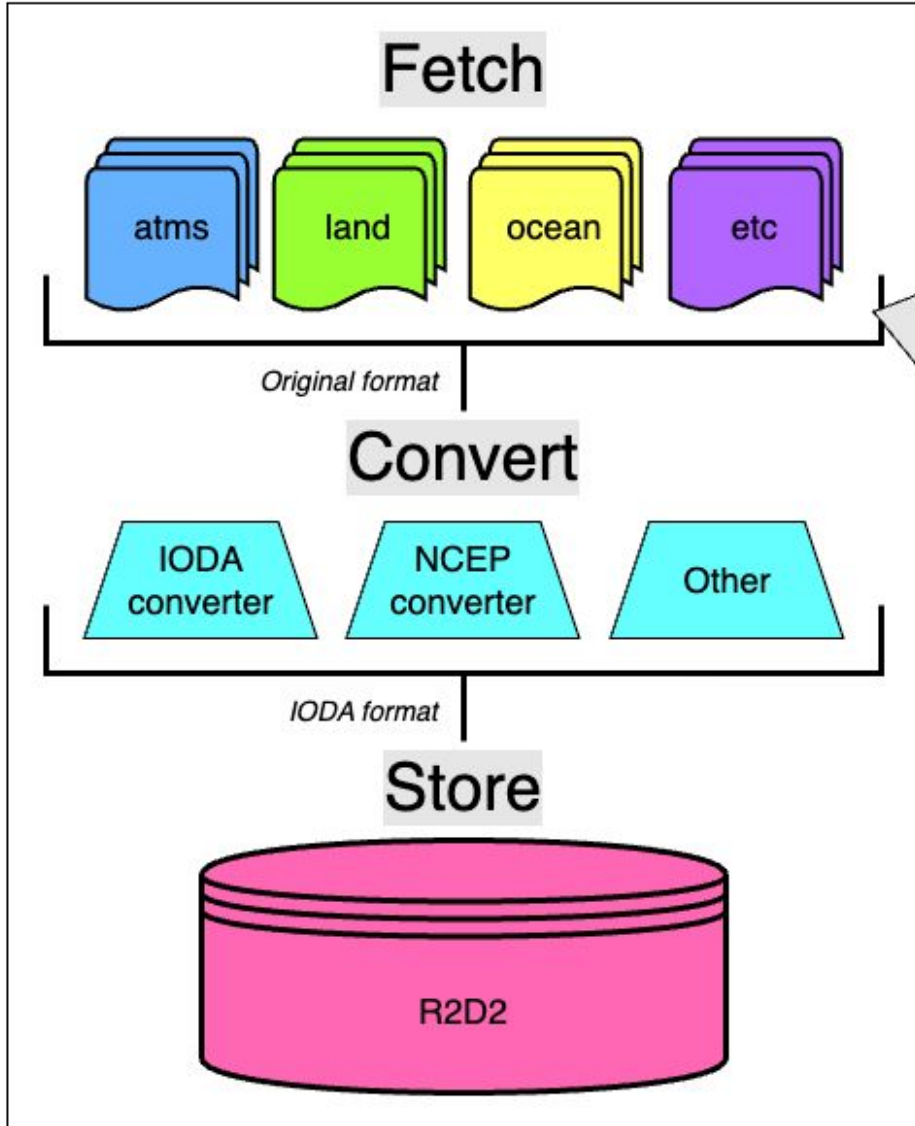 Fetch
atms
land
ocean
etc
Original format
Convert
IODA
converter
NCEP
converter
Other
IODA format
Store
R2D2